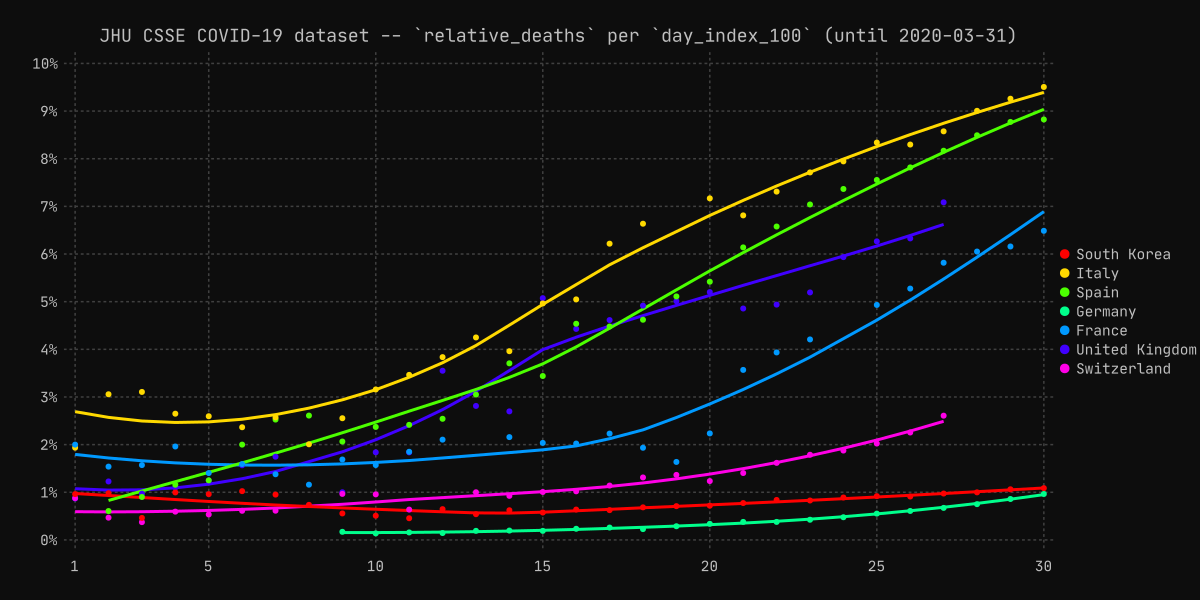 JHU CSSE COVID-19 dataset -- `relative_deaths` per `day_index_100` (until 2020-03-31)
10%
9%
8%
7%
6%
5%
4%
3%
2%
1%
0%
1 5 10 15 20 25 30
South Korea
Italy
Spain
Germany
France
United Kingdom
Switzerland